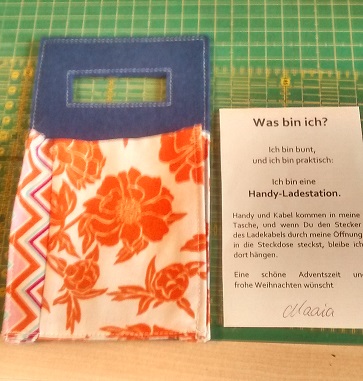 Was bin ich?
Ich bin bunt,
und ich bin praktisch:
Ich bin eine
Handy-Ladestation.
Handy und Kabel kommen in meine
Tasche, und wenn Du den Stecker
des Ladekabels durch meine Öffnung
in die Steckdose steckst, bleibe ich
dort hängen.
Eine schöne Adventszeit und
frohe Weihnachten wünscht